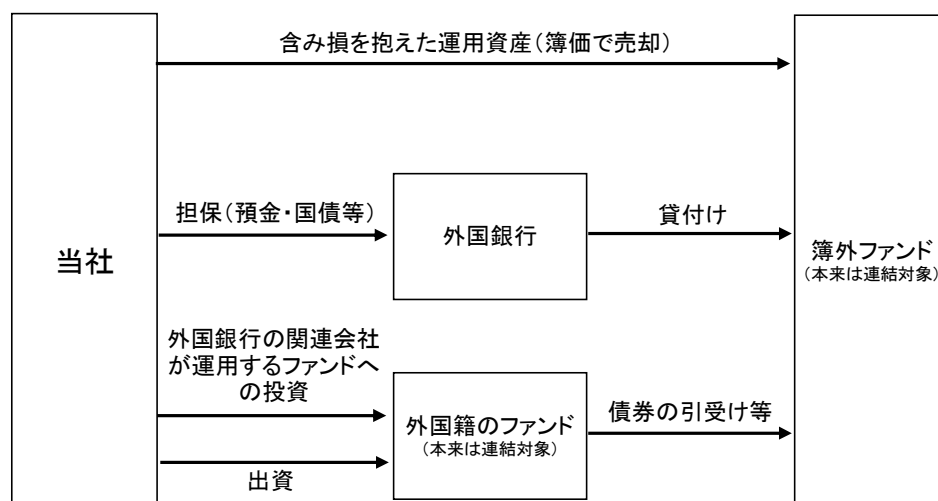 含み損を抱えた運用資産(簿価で売却)
担保(預金・国債等)
外国銀行
貸付け
当社
簿外ファンド
(本来は連結対象)
外国銀行の関連会社
が運用するファンドへ
の投資
外国籍のファンド
(本来は連結対象)
債券の引受け等
出資